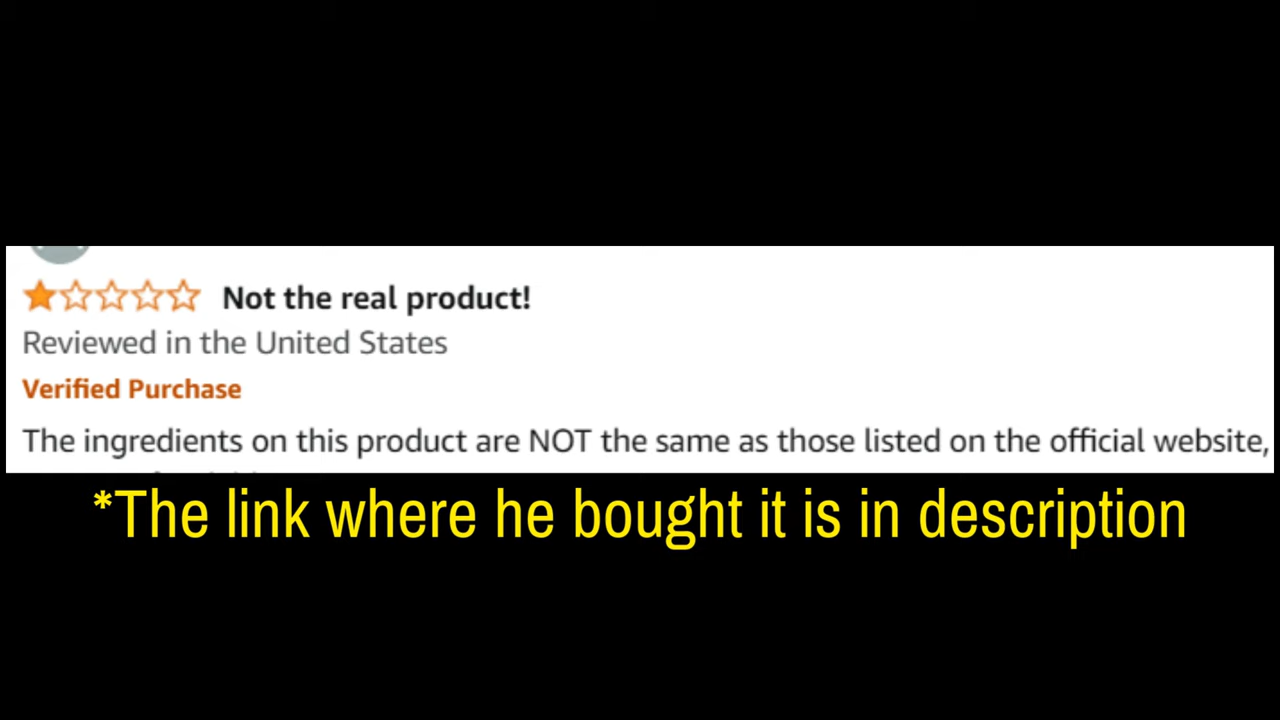 Not the real product!
Reviewed in the United States
Verified Purchase
The ingredients on this product are NOT the same as those listed on the official website,
*The link where he bought it is in description